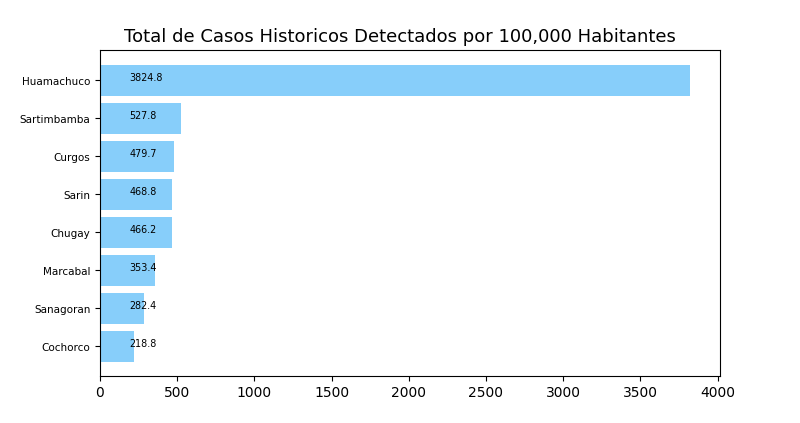 Total de Casos Historicos Detectados por 100,000 Habitantes
Huamachuco 3824.8
Sartimbamba 527.8
Curgos 479.7
Sarin 468.8
Chugay 466.2
Marcabal 353.4
Sanagoran 282.4
Cochorco 218.8
0 500 1000 1500 2000 2500 3000 3500 4000